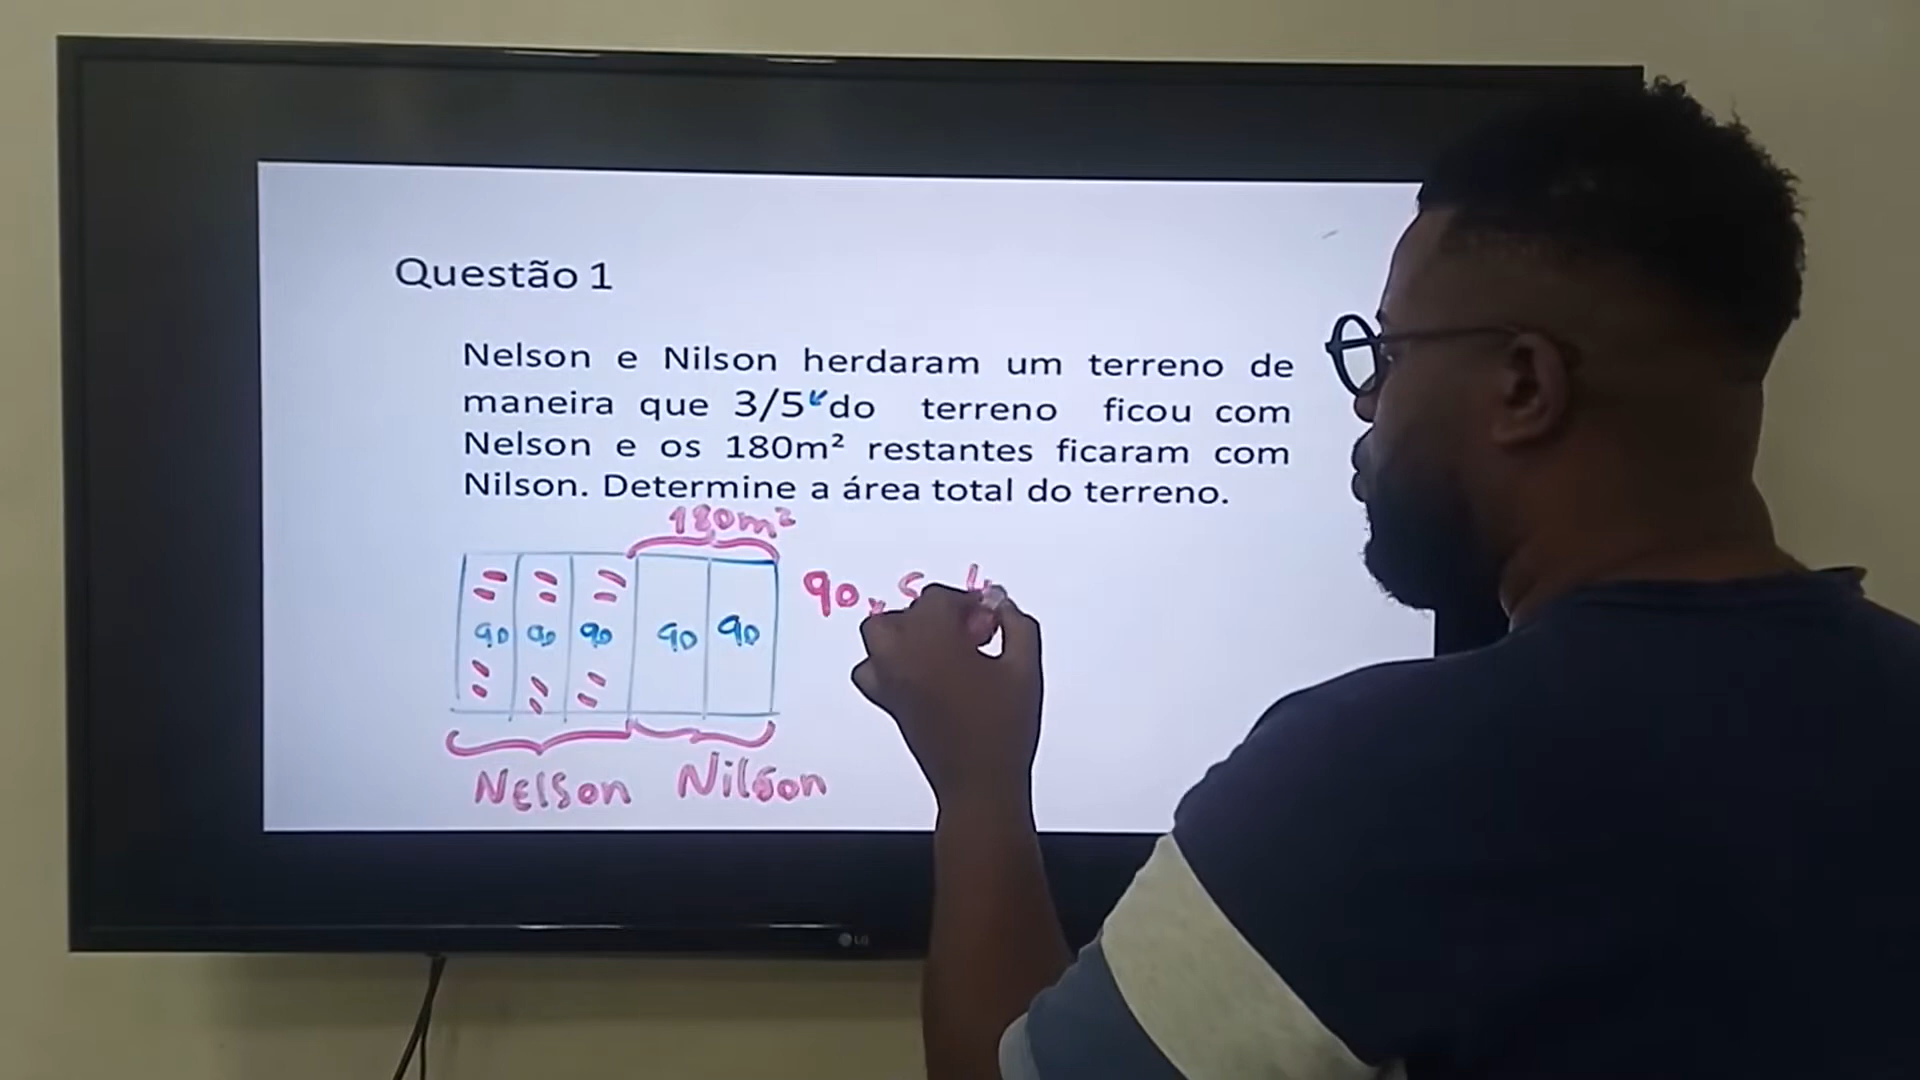 Questão 1
Nelson e Nilson herdaram um terreno de
maneira que 3/5 do terreno ficou com
Nelson e os 180m² restantes ficaram com
Nilson. Determine a área total do terreno.
180m²
90 90 90 90 90
90 x 5
Nelson Nilson
LG